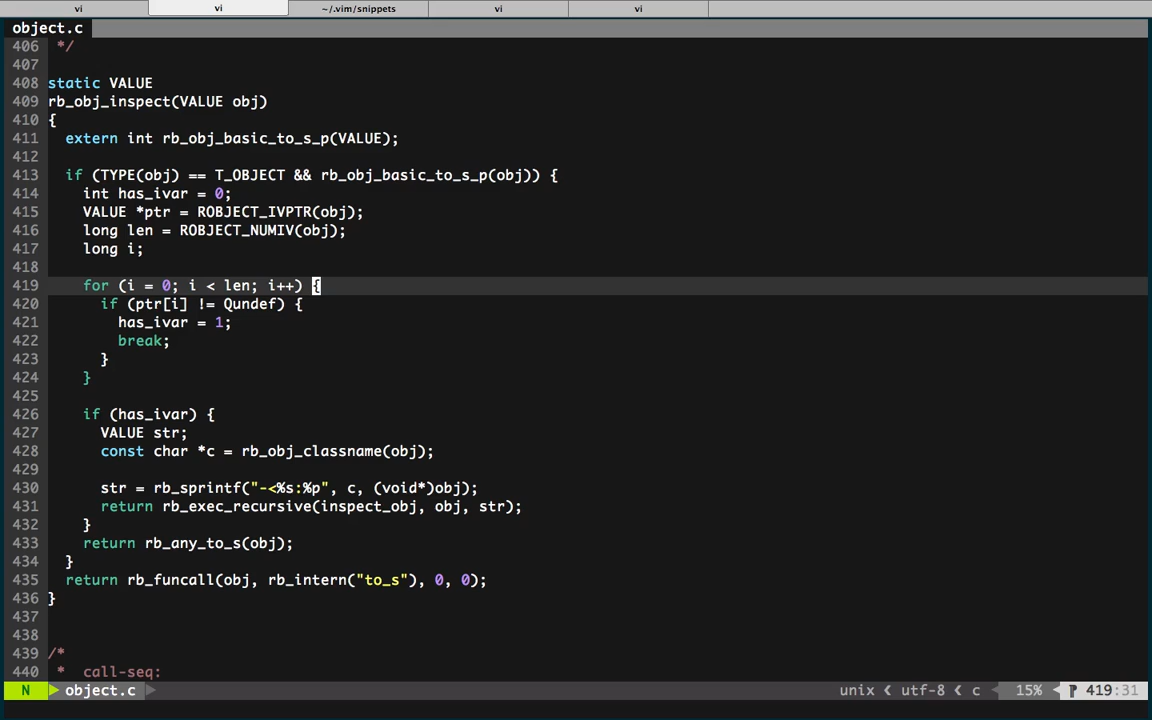 vi vi ~/.vim/snippets vi vi
object.c
406 */
407
408 static VALUE
409 rb_obj_inspect(VALUE obj)
410 {
411   extern int rb_obj_basic_to_s_p(VALUE);
412
413   if (TYPE(obj) == T_OBJECT && rb_obj_basic_to_s_p(obj)) {
414     int has_ivar = 0;
415     VALUE *ptr = ROBJECT_IVPTR(obj);
416     long len = ROBJECT_NUMIV(obj);
417     long i;
418
419     for (i = 0; i < len; i++) {
420       if (ptr[i] != Qundef) {
421         has_ivar = 1;
422         break;
423       }
424     }
425
426     if (has_ivar) {
427       VALUE str;
428       const char *c = rb_obj_classname(obj);
429
430       str = rb_sprintf("-<%s:%p", c, (void*)obj);
431       return rb_exec_recursive(inspect_obj, obj, str);
432     }
433     return rb_any_to_s(obj);
434   }
435   return rb_funcall(obj, rb_intern("to_s"), 0, 0);
436 }
437
438
439 /*
440  *  call-seq:
N object.c unix utf-8 c 15% 419:31